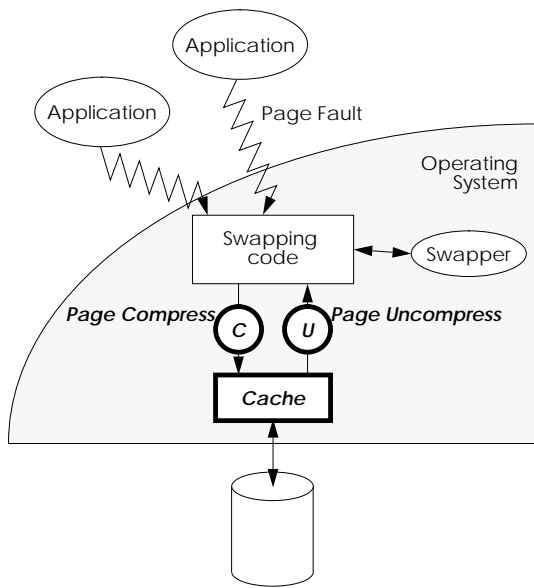 Application
Application
Page Fault
Operating
System
Swapping
code
Swapper
Page Compress
C
U
Page Uncompress
Cache